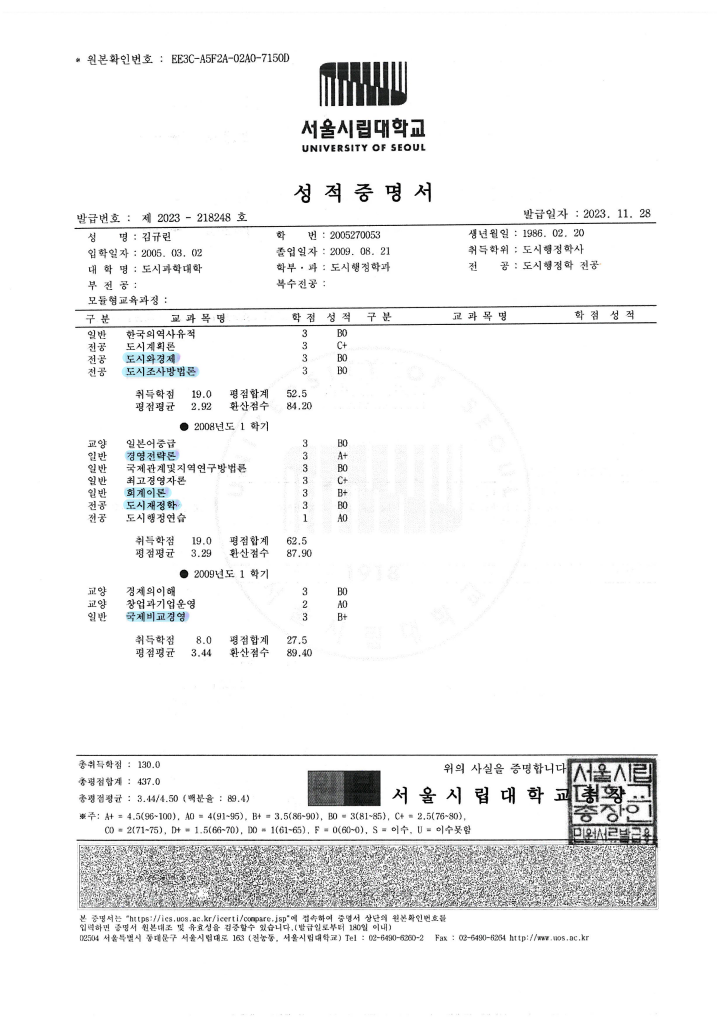 * 원본확인번호 : EE3C-A5F2A-02A0-7150D
서울시립대학교
UNIVERSITY OF SEOUL
성 적 증 명 서
발급번호 : 제 2023 - 218248 호 발급일자 : 2023. 11. 28
성 명 : 김규린 학 번 : 2005270053 생년월일 : 1986. 02. 20
입학일자 : 2005. 03. 02 졸업일자 : 2009. 08. 21 취득학위 : 도시행정학사
대 학 명 : 도시과학대학 학부·과 : 도시행정학과 전 공 : 도시행정학 전공
부 전 공 : 복수전공 :
모듈형교육과정 :
구 분 교 과 목 명 학 점 성 적 구 분 교 과 목 명 학 점 성 적
일반 한국의역사유적 3 B0
전공 도시계획론 3 C+
전공 도시와경제 3 B0
전공 도시조사방법론 3 B0
취득학점 19.0 평점합계 52.5
평점평균 2.92 환산점수 84.20
● 2008년도 1 학기
교양 일본어중급 3 B0
일반 경영전략론 3 A+
일반 국제관계및지역연구방법론 3 B0
일반 최고경영자론 3 C+
일반 회계이론 3 B+
전공 도시재정학 3 B0
전공 도시행정연습 1 A0
취득학점 19.0 평점합계 62.5
평점평균 3.29 환산점수 87.90
● 2009년도 1 학기
교양 경제의이해 3 B0
교양 창업과기업운영 2 A0
일반 국제비교경영 3 B+
취득학점 8.0 평점합계 27.5
평점평균 3.44 환산점수 89.40
UNIVERSITY OF SEOUL
1918
서울시립대학교
총취득학점 : 130.0
총평점합계 : 437.0
총평점평균 : 3.44/4.50 (백분율 : 89.4)
위의 사실을 증명합니다
서 울 시 립 대 학 교 총 장
서울시립
대학교
총장인
민원서류발급용
※주: A+ = 4.5(96~100), A0 = 4(91~95), B+ = 3.5(86~90), B0 = 3(81~85), C+ = 2.5(76~80),
C0 = 2(71~75), D+ = 1.5(66~70), D0 = 1(61~65), F = 0(60~0), S = 이수, U = 이수못함
본 증명서는 "https://ics.uos.ac.kr/icerti/compare.jsp"에 접속하여 증명서 상단의 원본확인번호를
입력하면 증명서 원본대조 및 유효성을 검증할수 있습니다.(발급일로부터 180일 이내)
02504 서울특별시 동대문구 서울시립대로 163 (전농동, 서울시립대학교) Tel : 02-6490-6260~2 Fax : 02-6490-6264 http://www.uos.ac.kr